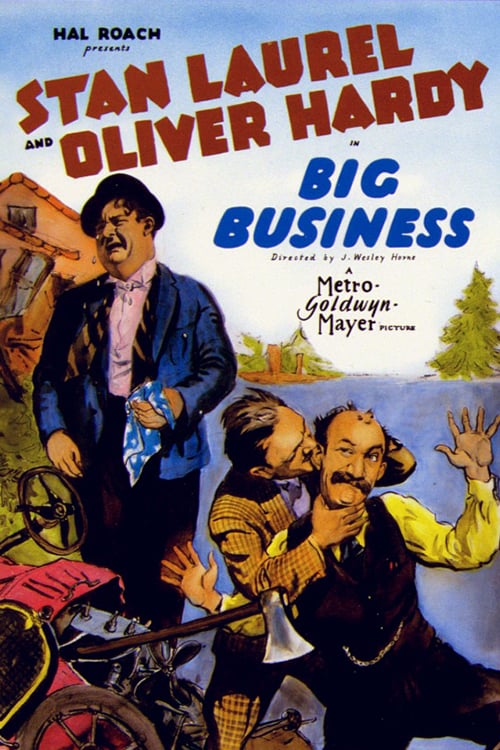 HAL ROACH
presents
STAN LAUREL
AND OLIVER HARDY
in
BIG
BUSINESS
Directed by J. Wesley Horne
A
Metro-
Goldwyn-
Mayer PICTURE